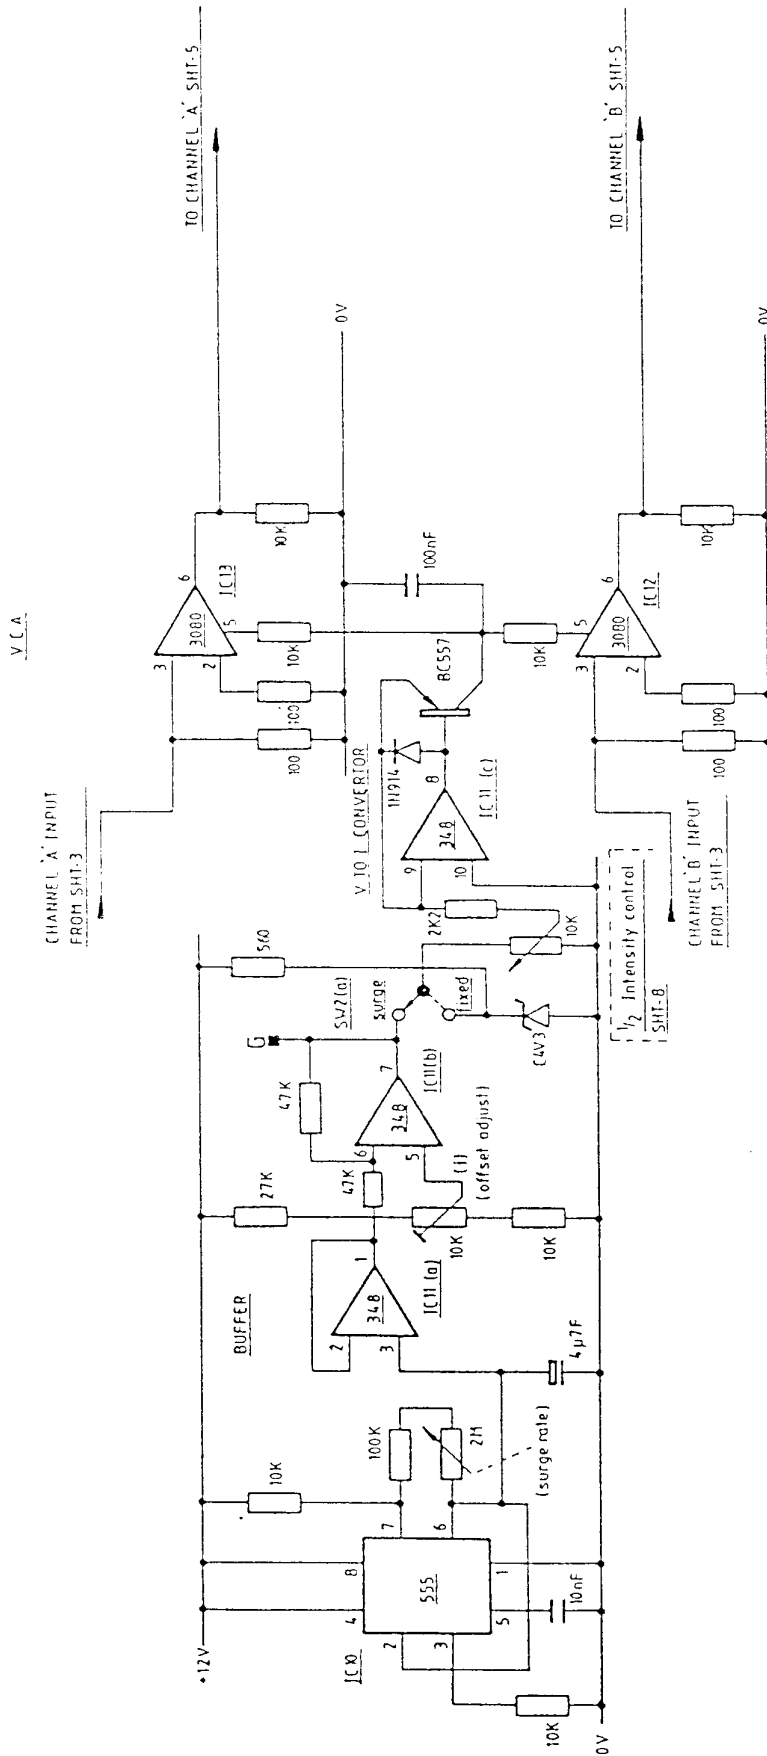 V C A
CHANNEL 'A' INPUT
FROM SHT-3
TO CHANNEL 'A' SHT-5
3
2
3080
6
5
IC13
100
100
10K
10K
0V
100nF
V TO I CONVERTOR
1N914
BC557
9
10
348
8
IC11 (c)
2K2
10K
10K
3
2
3080
6
5
IC12
100
100
10K
0V
TO CHANNEL 'B' SHT-5
CHANNEL 'B' INPUT
FROM SHT-3
1/2 Intensity control
SHT-8
+12V
560
SW2(a)
surge
fixed
C4V3
G
47K
47K
6
5
348
7
IC11(b)
27K
(i)
(offset adjust)
10K
10K
BUFFER
2
3
348
1
IC11 (a)
4µ7F
10K
100K
2M
(surge rate)
IC10
4
8
7
2
555
6
3
5
1
10nF
10K
0V